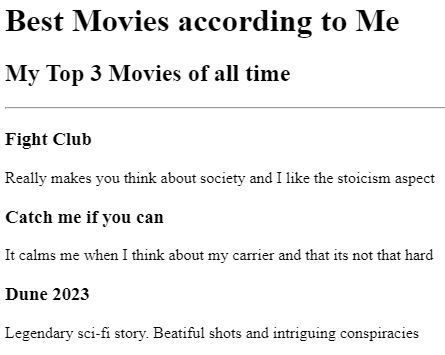 Best Movies according to Me
My Top 3 Movies of all time
Fight Club
Really makes you think about society and I like the stoicism aspect
Catch me if you can
It calms me when I think about my carrier and that its not that hard
Dune 2023
Legendary sci-fi story. Beatiful shots and intriguing conspiracies